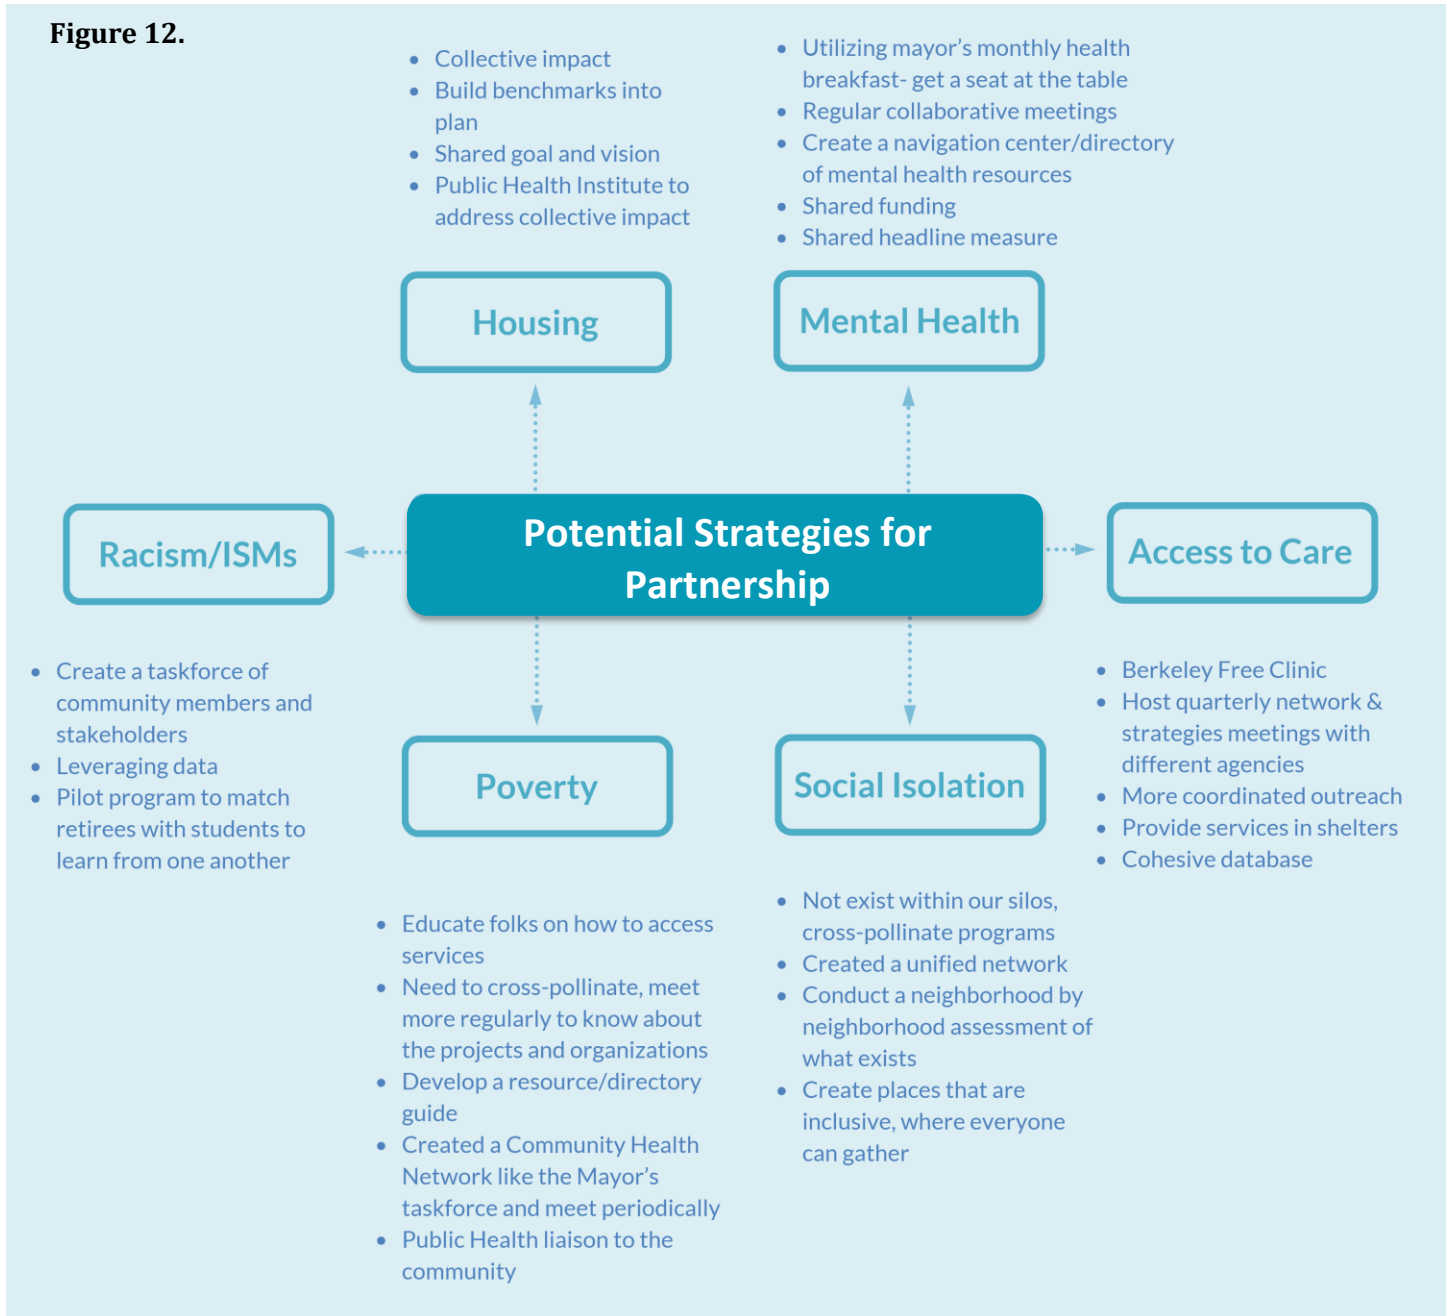 Figure 12.
• Collective impact
• Build benchmarks into
plan
• Shared goal and vision
• Public Health Institute to
address collective impact
• Utilizing mayor’s monthly health
breakfast- get a seat at the table
• Regular collaborative meetings
• Create a navigation center/directory
of mental health resources
• Shared funding
• Shared headline measure
Housing
Mental Health
Racism/ISMs
Potential Strategies for
Partnership
Access to Care
• Create a taskforce of
community members and
stakeholders
• Leveraging data
• Pilot program to match
retirees with students to
learn from one another
Poverty
Social Isolation
• Berkeley Free Clinic
• Host quarterly network &
strategies meetings with
different agencies
• More coordinated outreach
• Provide services in shelters
• Cohesive database
• Educate folks on how to access
services
• Need to cross-pollinate, meet
more regularly to know about
the projects and organizations
• Develop a resource/directory
guide
• Created a Community Health
Network like the Mayor’s
taskforce and meet periodically
• Public Health liaison to the
community
• Not exist within our silos,
cross-pollinate programs
• Created a unified network
• Conduct a neighborhood by
neighborhood assessment of
what exists
• Create places that are
inclusive, where everyone
can gather